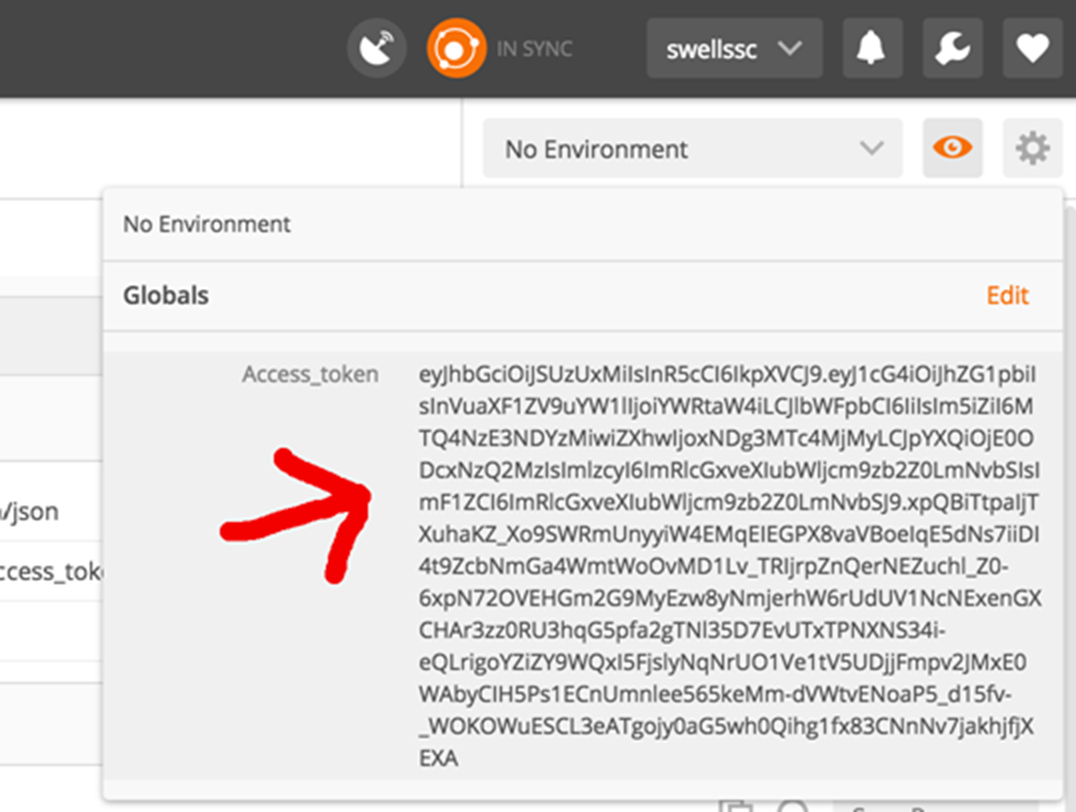 IN SYNC
swellssc
No Environment
No Environment
Globals
Edit
Access_token
eyJhbGciOiJSUzUxMiIsInR5cCI6IkpXVCJ9.eyJ1cG4iOiJhZG1pbiI
sInVuaXF1ZV9uYW1lIjoiYWRtaW4iLCJlbWFpbCI6IiIsIm5iZiI6M
TQ4NzE3NDYzMiwiZXhwIjoxNDg3MTc4MjMyLCJpYXQiOjE0O
DcxNzQ2MzIsImlzcyI6ImRlcGxveXIubWljcm9zb2Z0LmNvbSIsI
mF1ZCI6ImRlcGxveXIubWljcm9zb2Z0LmNvbSJ9.xpQBiTtpaIjT
XuhaKZ_Xo9SWRmUnyyiW4EMqEIEGPX8vaVBoeIqE5dNs7iiDI
4t9ZcbNmGa4WmtWoOvMD1Lv_TRIjrpZnQerNEZuchl_Z0-
6xpN72OVEHGm2G9MyEzw8yNmjerhW6rUdUV1NcNExenGX
CHAr3zz0RU3hqG5pfa2gTNl35D7EvUTxTPNXNS34i-
eQLrigoYZiZY9WQxI5FjslyNqNrUO1Ve1tV5UDjjFmpv2JMxE0
WAbyCIH5Ps1ECnUmnlee565keMm-dVWtvENoaP5_d15fv-
_WOKOWuESCL3eATgojy0aG5wh0Qihg1fx83CNnNv7jakhjfjX
EXA
/json
ccess_tok